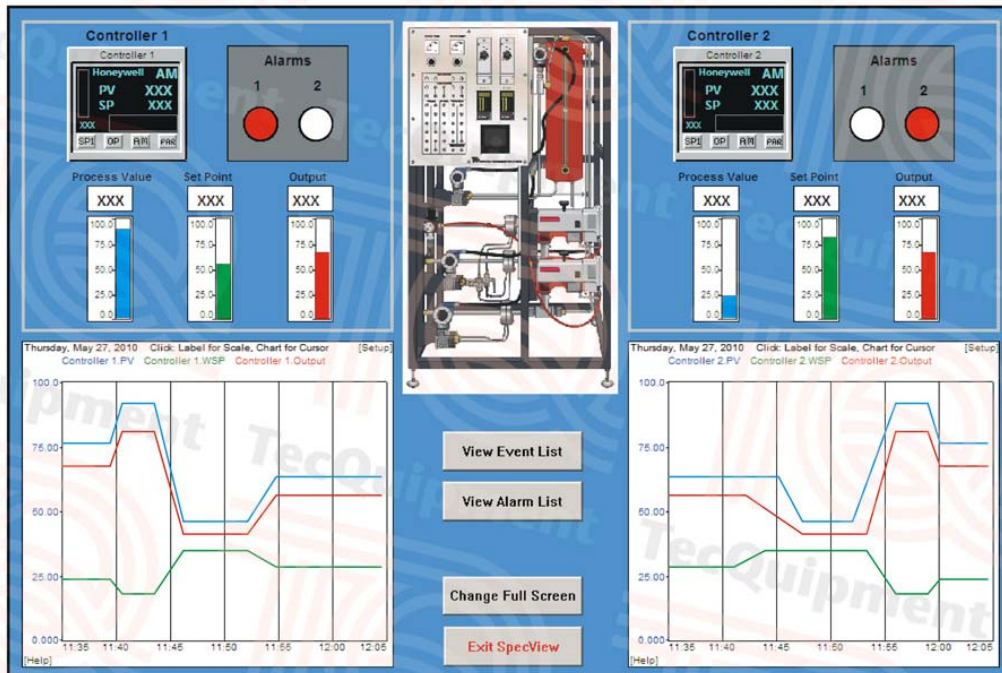 Controller 1
Controller 1
Honeywell AM
PV XXX
SP XXX
XXX
SP1 OP AM PAR
Alarms
1 2
Process Value Set Point Output
XXX XXX XXX
100.0 100.0 100.0
75.0 75.0 75.0
50.0 50.0 50.0
25.0 25.0 25.0
0.0 0.0 0.0
Controller 2
Controller 2
Honeywell AM
PV XXX
SP XXX
XXX
SP1 OP AM PAR
Alarms
1 2
Process Value Set Point Output
XXX XXX XXX
100.0 100.0 100.0
75.0 75.0 75.0
50.0 50.0 50.0
25.0 25.0 25.0
0.0 0.0 0.0
Thursday, May 27, 2010 Click: Label for Scale, Chart for Cursor [Setup]
Controller 1.PV Controller 1.WSP Controller 1.Output
100.0
75.00
50.00
25.00
0.000
11:35 11:40 11:45 11:50 11:55 12:00 12:05
[Help]
View Event List
View Alarm List
Change Full Screen
Exit SpecView
Thursday, May 27, 2010 Click: Label for Scale, Chart for Cursor [Setup]
Controller 2.PV Controller 2.WSP Controller 2.Output
100.0
75.00
50.00
25.00
0.000
11:35 11:40 11:45 11:50 11:55 12:00 12:05
[Help]
TecQuipment
TecQuipment
TecQuipment